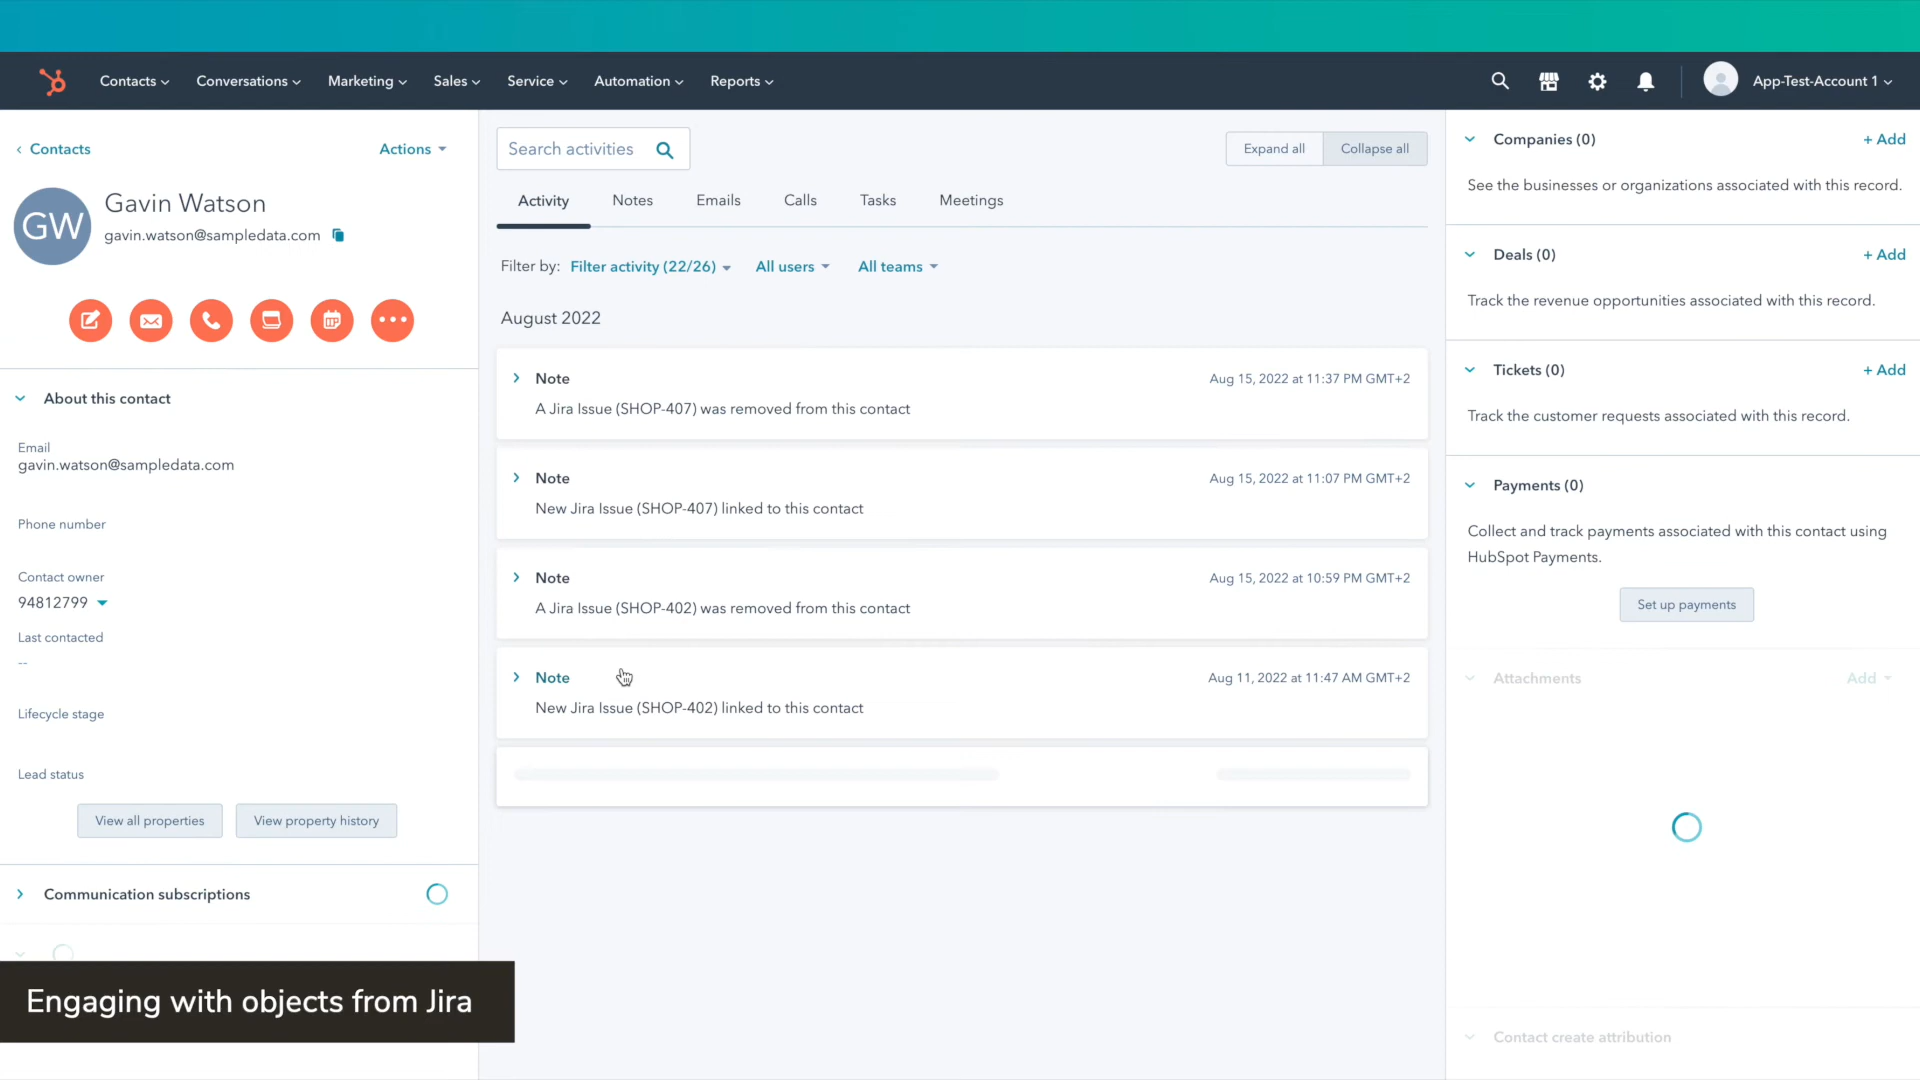 Contacts
Conversations
Marketing
Sales
Service
Automation
Reports
App-Test-Account 1
Contacts
Actions
GW
Gavin Watson
gavin.watson@sampledata.com
About this contact
Email
gavin.watson@sampledata.com
Phone number
Contact owner
94812799
Last contacted
--
Lifecycle stage
Lead status
View all properties
View property history
Communication subscriptions
Engaging with objects from Jira
Search activities
Expand all
Collapse all
Activity
Notes
Emails
Calls
Tasks
Meetings
Filter by: Filter activity (22/26) All users All teams
August 2022
Note Aug 15, 2022 at 11:37 PM GMT+2
A Jira Issue (SHOP-407) was removed from this contact
Note Aug 15, 2022 at 11:07 PM GMT+2
New Jira Issue (SHOP-407) linked to this contact
Note Aug 15, 2022 at 10:59 PM GMT+2
A Jira Issue (SHOP-402) was removed from this contact
Note Aug 11, 2022 at 11:47 AM GMT+2
New Jira Issue (SHOP-402) linked to this contact
Companies (0) + Add
See the businesses or organizations associated with this record.
Deals (0) + Add
Track the revenue opportunities associated with this record.
Tickets (0) + Add
Track the customer requests associated with this record.
Payments (0)
Collect and track payments associated with this contact using
HubSpot Payments.
Set up payments
Attachments Add
Contact create attribution